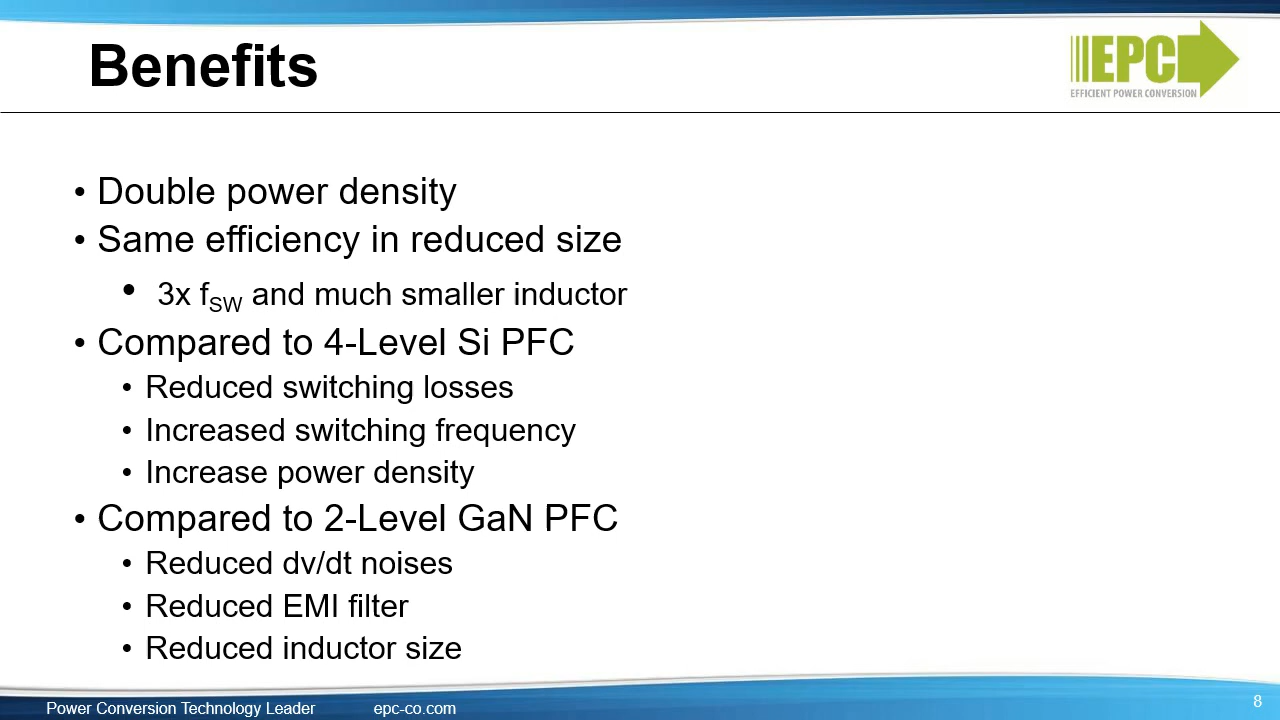 Benefits
EPC
EFFICIENT POWER CONVERSION
• Double power density
• Same efficiency in reduced size
• 3x fSW and much smaller inductor
• Compared to 4-Level Si PFC
• Reduced switching losses
• Increased switching frequency
• Increase power density
• Compared to 2-Level GaN PFC
• Reduced dv/dt noises
• Reduced EMI filter
• Reduced inductor size
Power Conversion Technology Leader epc-co.com 8